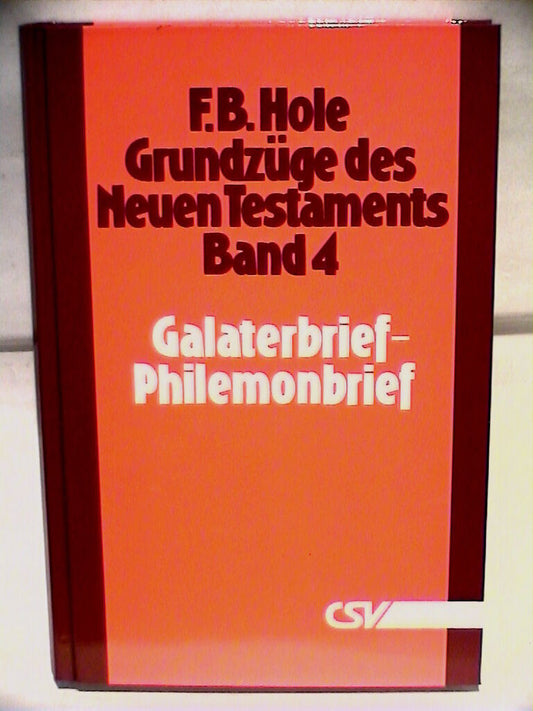 F.B. Hole
Grundzüge des
Neuen Testaments
Band 4
Galaterbrief-
Philemonbrief
CSV